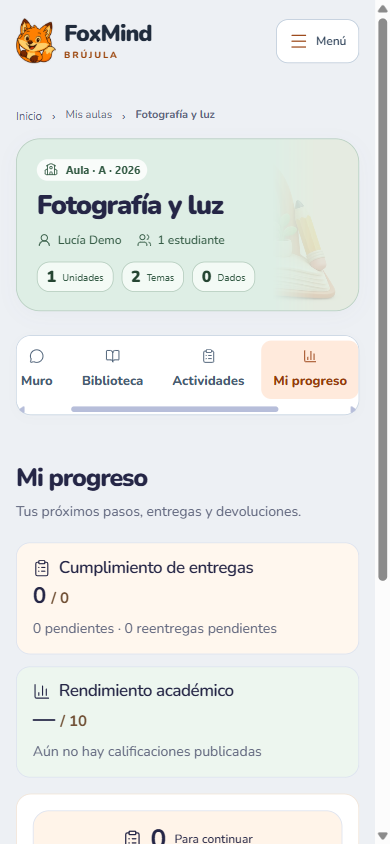 FoxMind
BRÚJULA
Menú
Inicio › Mis aulas › Fotografía y luz
Aula · A · 2026
Fotografía y luz
Lucía Demo 1 estudiante
1 Unidades 2 Temas 0 Dados
Muro Biblioteca Actividades Mi progreso
Mi progreso
Tus próximos pasos, entregas y devoluciones.
Cumplimiento de entregas
0 / 0
0 pendientes · 0 reentregas pendientes
Rendimiento académico
— / 10
Aún no hay calificaciones publicadas
0 Para continuar